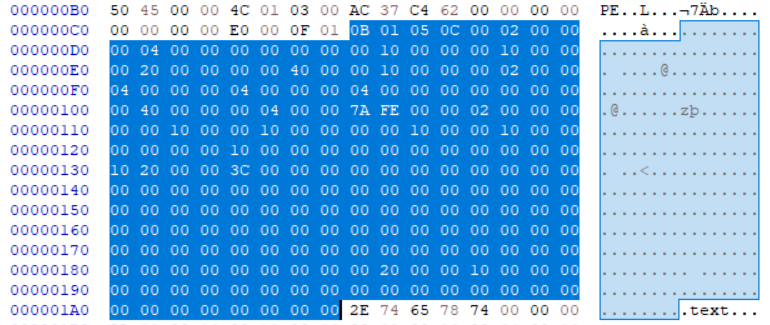 000000B0 50 45 00 00 4C 01 03 00 AC 37 C4 62 00 00 00 00 PE..L...¬7Äb....
000000C0 00 00 00 00 E0 00 0F 01 0B 01 05 0C 00 02 00 00 ....à...........
000000D0 00 04 00 00 00 00 00 00 00 10 00 00 00 10 00 00 ................
000000E0 00 20 00 00 00 00 40 00 00 10 00 00 00 02 00 00 . ....@.........
000000F0 04 00 00 00 04 00 00 00 04 00 00 00 00 00 00 00 ................
00000100 00 40 00 00 00 04 00 00 7A FE 00 00 02 00 00 00 .@......zþ......
00000110 00 00 10 00 00 10 00 00 00 00 10 00 00 10 00 00 ................
00000120 00 00 00 00 10 00 00 00 00 00 00 00 00 00 00 00 ................
00000130 10 20 00 00 3C 00 00 00 00 00 00 00 00 00 00 00 . ..<...........
00000140 00 00 00 00 00 00 00 00 00 00 00 00 00 00 00 00 ................
00000150 00 00 00 00 00 00 00 00 00 00 00 00 00 00 00 00 ................
00000160 00 00 00 00 00 00 00 00 00 00 00 00 00 00 00 00 ................
00000170 00 00 00 00 00 00 00 00 00 00 00 00 00 00 00 00 ................
00000180 00 00 00 00 00 00 00 00 00 20 00 00 10 00 00 00 ......... ......
00000190 00 00 00 00 00 00 00 00 00 00 00 00 00 00 00 00 ................
000001A0 00 00 00 00 00 00 00 00 2E 74 65 78 74 00 00 00 .........text...